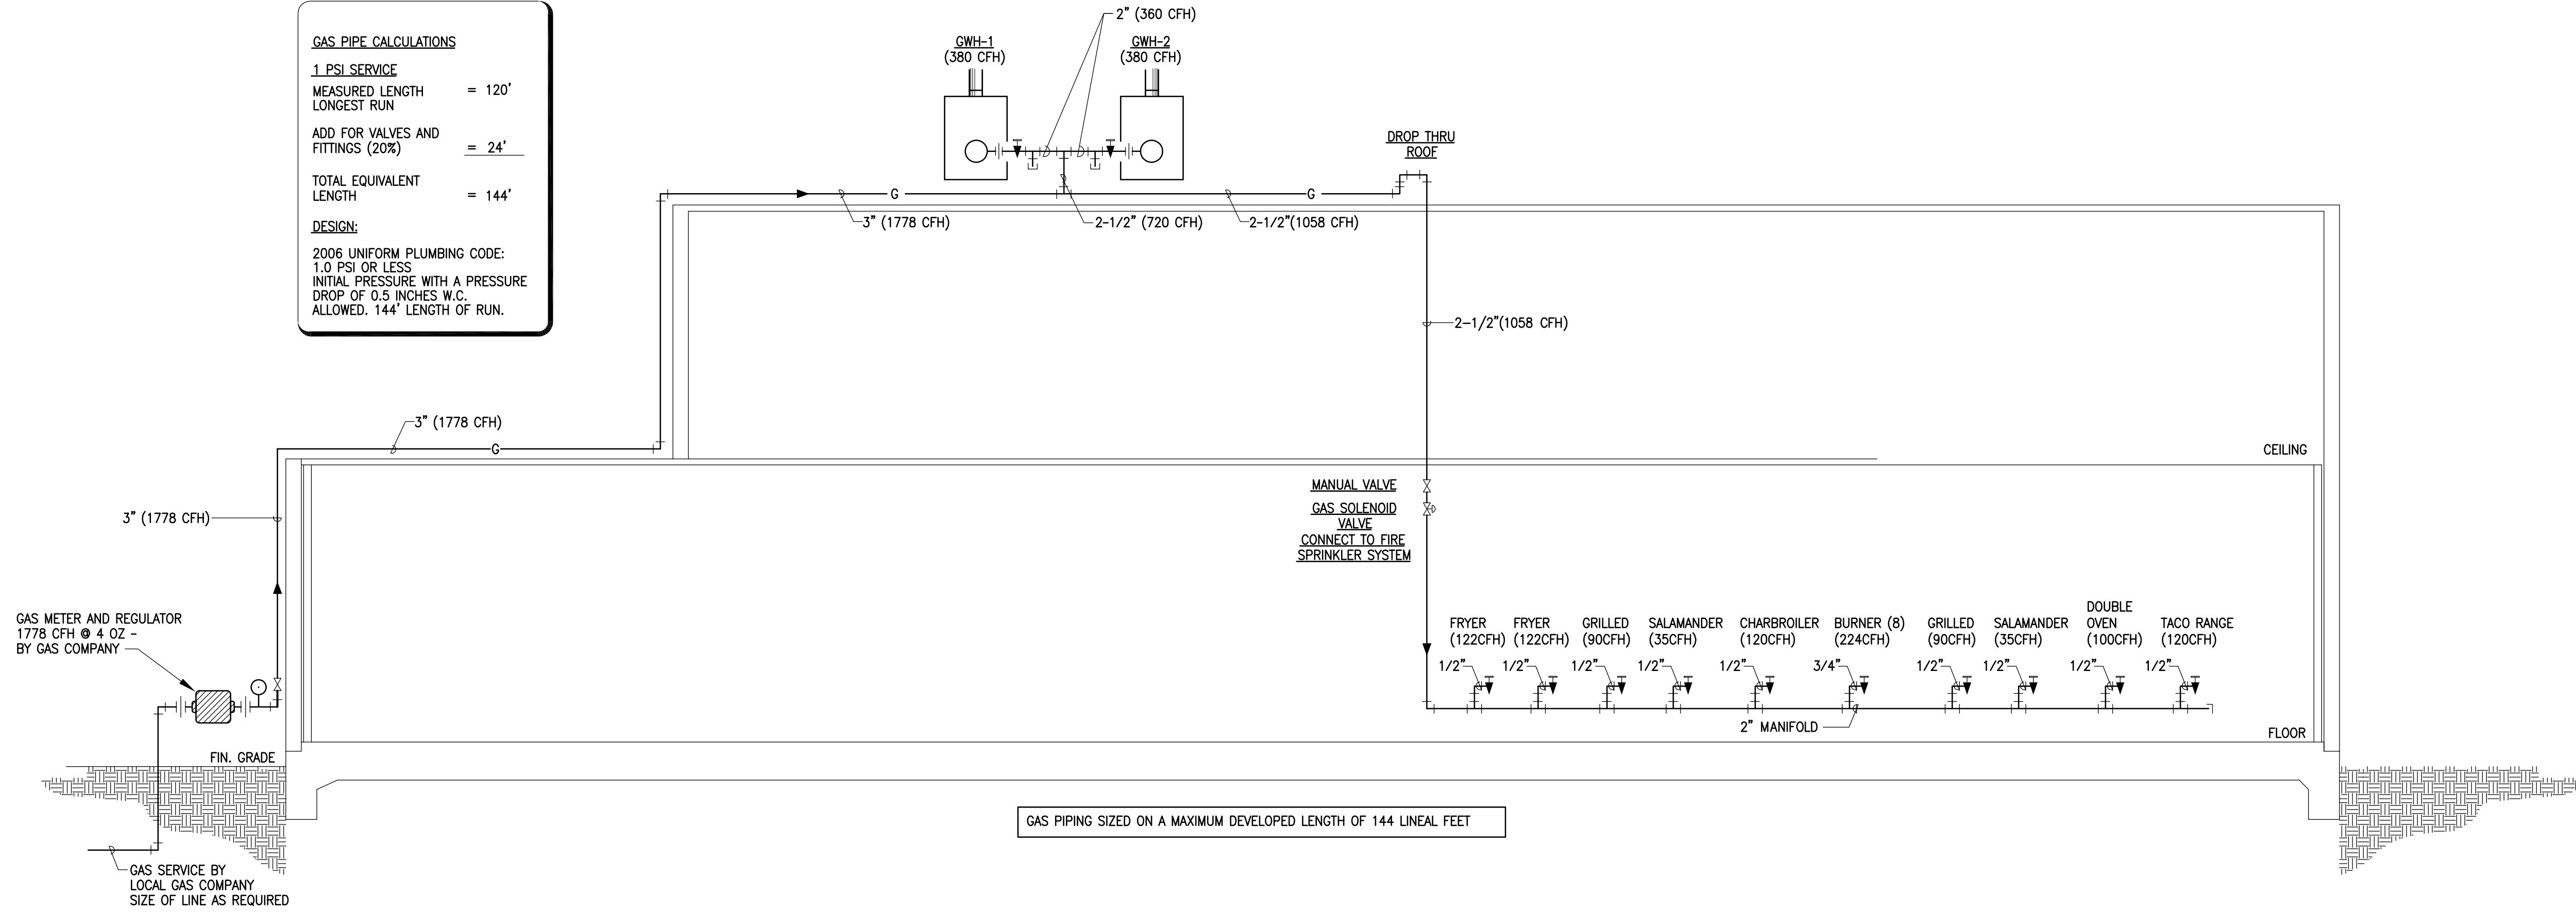 GAS PIPE CALCULATIONS
1 PSI SERVICE
MEASURED LENGTH = 120'
LONGEST RUN
ADD FOR VALVES AND
FITTINGS (20%) = 24'
TOTAL EQUIVALENT
LENGTH = 144'
DESIGN:
2006 UNIFORM PLUMBING CODE:
1.0 PSI OR LESS
INITIAL PRESSURE WITH A PRESSURE
DROP OF 0.5 INCHES W.C.
ALLOWED. 144' LENGTH OF RUN.
2" (360 CFH)
GWH-1
(380 CFH)
GWH-2
(380 CFH)
DROP THRU
ROOF
G
G
3" (1778 CFH)
2-1/2" (720 CFH)
2-1/2"(1058 CFH)
2-1/2"(1058 CFH)
3" (1778 CFH)
G
CEILING
3" (1778 CFH)
MANUAL VALVE
GAS SOLENOID
VALVE
CONNECT TO FIRE
SPRINKLER SYSTEM
GAS METER AND REGULATOR
1778 CFH @ 4 OZ -
BY GAS COMPANY
FRYER
(122CFH)
1/2"
FRYER
(122CFH)
1/2"
GRILLED
(90CFH)
1/2"
SALAMANDER
(35CFH)
1/2"
CHARBROILER
(120CFH)
1/2"
BURNER (8)
(224CFH)
3/4"
GRILLED
(90CFH)
1/2"
SALAMANDER
(35CFH)
1/2"
DOUBLE
OVEN
(100CFH)
1/2"
TACO RANGE
(120CFH)
1/2"
2" MANIFOLD
FLOOR
FIN. GRADE
GAS PIPING SIZED ON A MAXIMUM DEVELOPED LENGTH OF 144 LINEAL FEET
GAS SERVICE BY
LOCAL GAS COMPANY
SIZE OF LINE AS REQUIRED